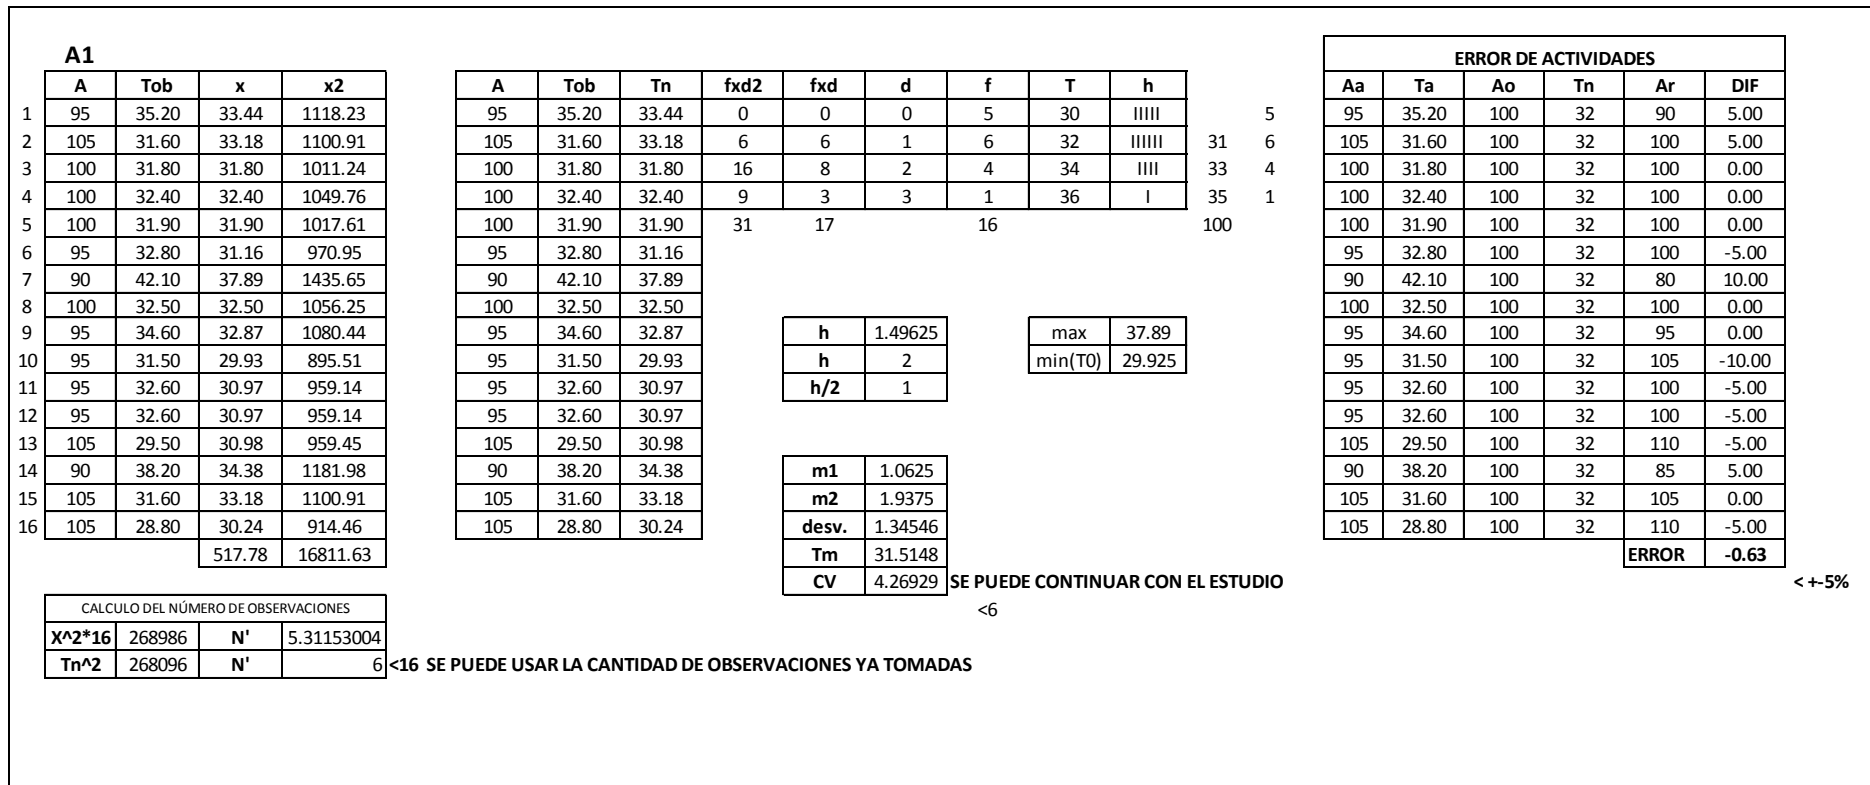 A1 ERROR DE ACTIVIDADES
A Tob x x2 A Tob Tn fxd2 fxd d f T h Aa Ta Ao Tn Ar DIF
1 95 35.20 33.44 1118.23 95 35.20 33.44 0 0 0 5 30 IIIII 5 95 35.20 100 32 90 5.00
2 105 31.60 33.18 1100.91 105 31.60 33.18 6 6 1 6 32 IIIIII 31 6 105 31.60 100 32 100 5.00
3 100 31.80 31.80 1011.24 100 31.80 31.80 16 8 2 4 34 IIII 33 4 100 31.80 100 32 100 0.00
4 100 32.40 32.40 1049.76 100 32.40 32.40 9 3 3 1 36 I 35 1 100 32.40 100 32 100 0.00
5 100 31.90 31.90 1017.61 100 31.90 31.90 31 17 16 100 100 31.90 100 32 100 0.00
6 95 32.80 31.16 970.95 95 32.80 31.16 95 32.80 100 32 100 -5.00
7 90 42.10 37.89 1435.65 90 42.10 37.89 90 42.10 100 32 80 10.00
8 100 32.50 32.50 1056.25 100 32.50 32.50 100 32.50 100 32 100 0.00
9 95 34.60 32.87 1080.44 95 34.60 32.87 h 1.49625 max 37.89 95 34.60 100 32 95 0.00
10 95 31.50 29.93 895.51 95 31.50 29.93 h 2 min(T0) 29.925 95 31.50 100 32 105 -10.00
11 95 32.60 30.97 959.14 95 32.60 30.97 h/2 1 95 32.60 100 32 100 -5.00
12 95 32.60 30.97 959.14 95 32.60 30.97 95 32.60 100 32 100 -5.00
13 105 29.50 30.98 959.45 105 29.50 30.98 105 29.50 100 32 110 -5.00
14 90 38.20 34.38 1181.98 90 38.20 34.38 m1 1.0625 90 38.20 100 32 85 5.00
15 105 31.60 33.18 1100.91 105 31.60 33.18 m2 1.9375 105 31.60 100 32 105 0.00
16 105 28.80 30.24 914.46 105 28.80 30.24 desv. 1.34546 105 28.80 100 32 110 -5.00
517.78 16811.63 Tm 31.5148 ERROR -0.63
CV 4.26929 SE PUEDE CONTINUAR CON EL ESTUDIO < +-5%
CALCULO DEL NÚMERO DE OBSERVACIONES <6
X^2*16 268986 N' 5.31153004
Tn^2 268096 N' 6 <16 SE PUEDE USAR LA CANTIDAD DE OBSERVACIONES YA TOMADAS